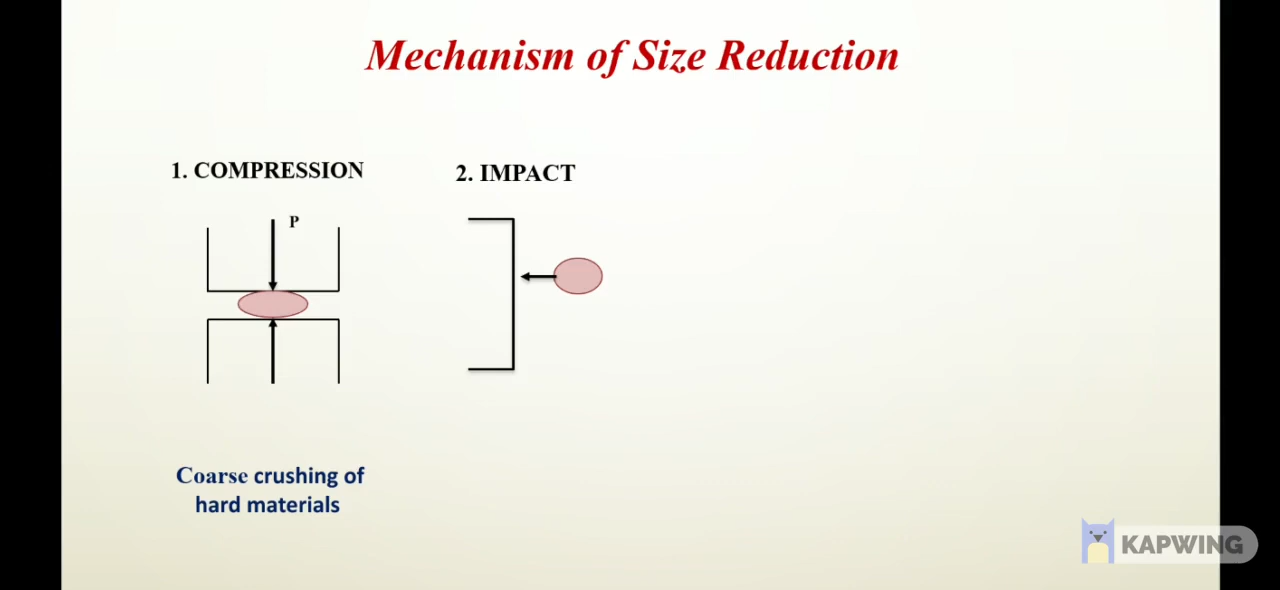 Mechanism of Size Reduction
1. COMPRESSION
2. IMPACT
P
Coarse crushing of
hard materials
KAPWING